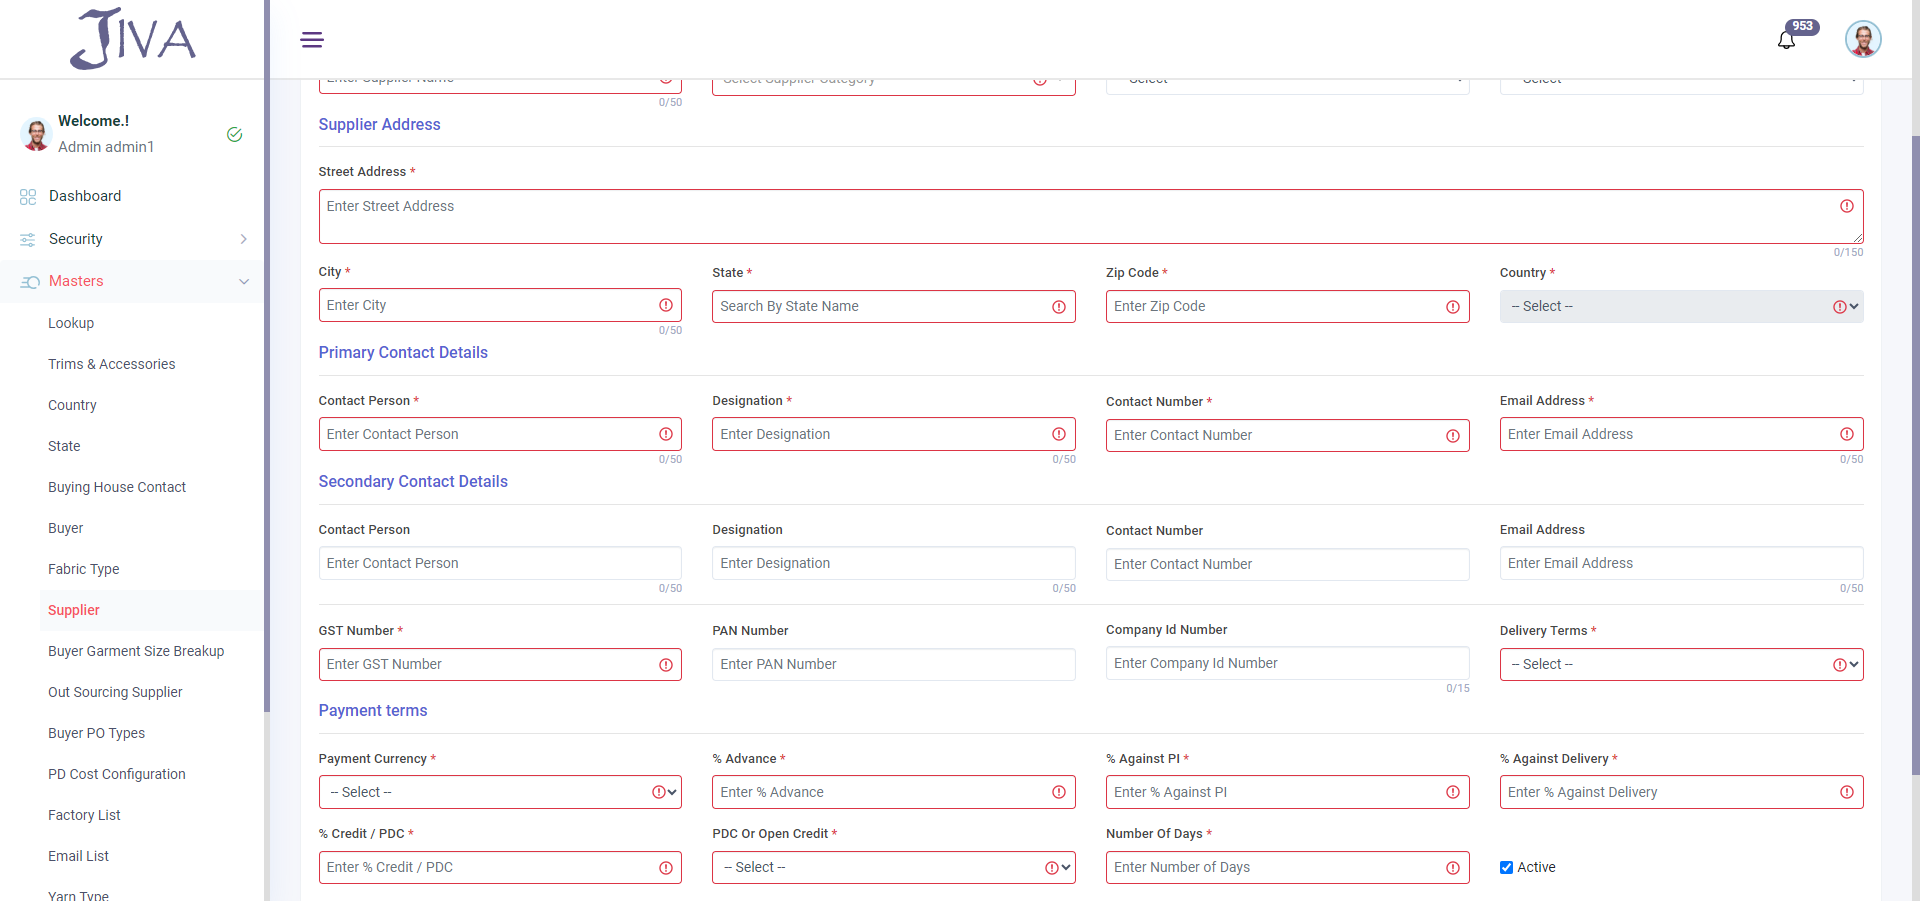 JIVA
953
Welcome.!
Admin admin1
Dashboard
Security
Masters
Lookup
Trims & Accessories
Country
State
Buying House Contact
Buyer
Fabric Type
Supplier
Buyer Garment Size Breakup
Out Sourcing Supplier
Buyer PO Types
PD Cost Configuration
Factory List
Email List
Yarn Type
Enter Supplier Name
Select Supplier Category
Select
Select
0/50
Supplier Address
Street Address *
Enter Street Address
0/150
City * State * Zip Code * Country *
Enter City Search By State Name Enter Zip Code -- Select --
0/50
Primary Contact Details
Contact Person * Designation * Contact Number * Email Address *
Enter Contact Person Enter Designation Enter Contact Number Enter Email Address
0/50 0/50 0/50
Secondary Contact Details
Contact Person Designation Contact Number Email Address
Enter Contact Person Enter Designation Enter Contact Number Enter Email Address
0/50 0/50 0/50
GST Number * PAN Number Company Id Number Delivery Terms *
Enter GST Number Enter PAN Number Enter Company Id Number -- Select --
0/15
Payment terms
Payment Currency * % Advance * % Against PI * % Against Delivery *
-- Select -- Enter % Advance Enter % Against PI Enter % Against Delivery
% Credit / PDC * PDC Or Open Credit * Number Of Days *
Enter % Credit / PDC -- Select -- Enter Number of Days Active